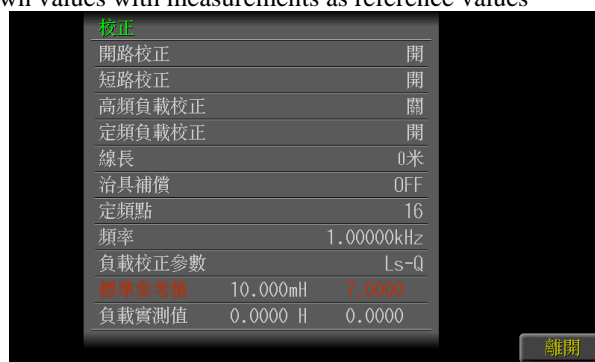 wn values with measurements as reference values
校正
開路校正 開
短路校正 開
高頻負載校正 關
定頻負載校正 開
線長 0米
治具補償 OFF
定頻點 16
頻率 1.00000kHz
負載校正參數 Ls-Q
標準參考值 10.000mH 7.0000
負載實測值 0.0000 H 0.0000
離開